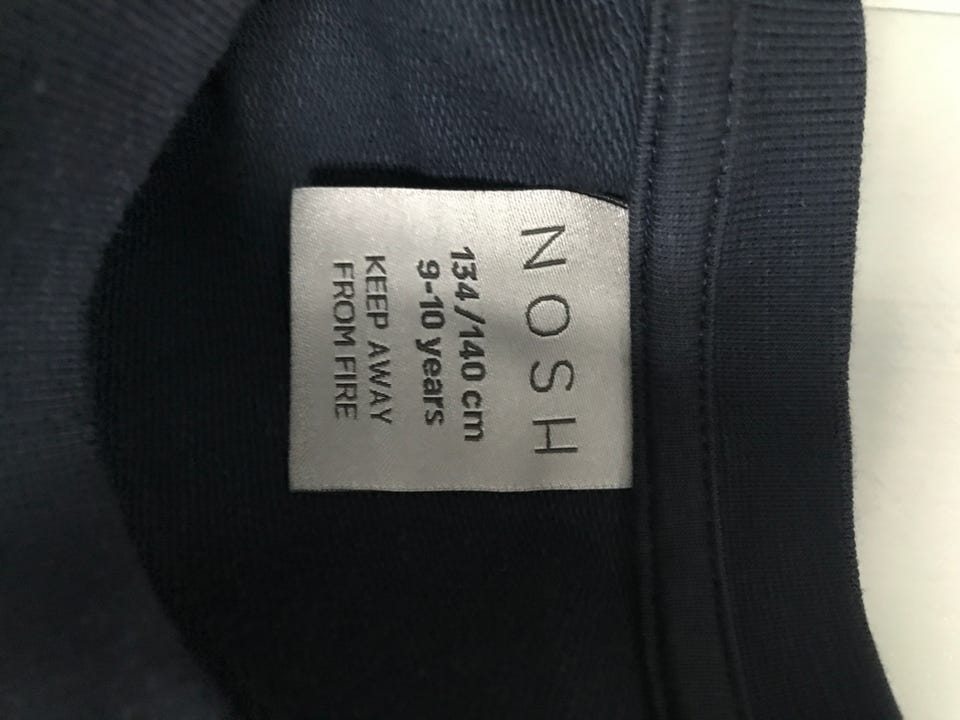 NOSH
134/140 cm
9-10 years
KEEP AWAY
FROM FIRE